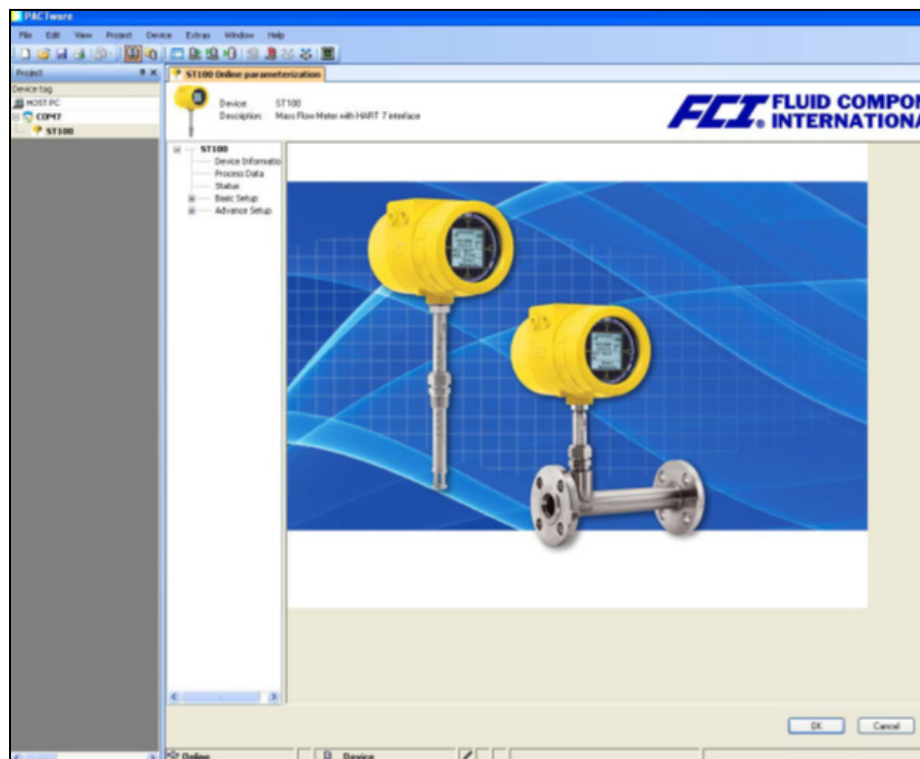 PACTware
File Edit View Project Device Extras Window Help
Project
Device tag
HOST PC
COM7
ST100
ST100 Online parameterization
Device: ST100
Description: Mass Flow Meter with HART 7 interface
FCI® FLUID COMPON
INTERNATIONA
ST100
Device Informatio
Process Data
Status
Basic Setup
Advance Setup
OK Cancel
Online Device